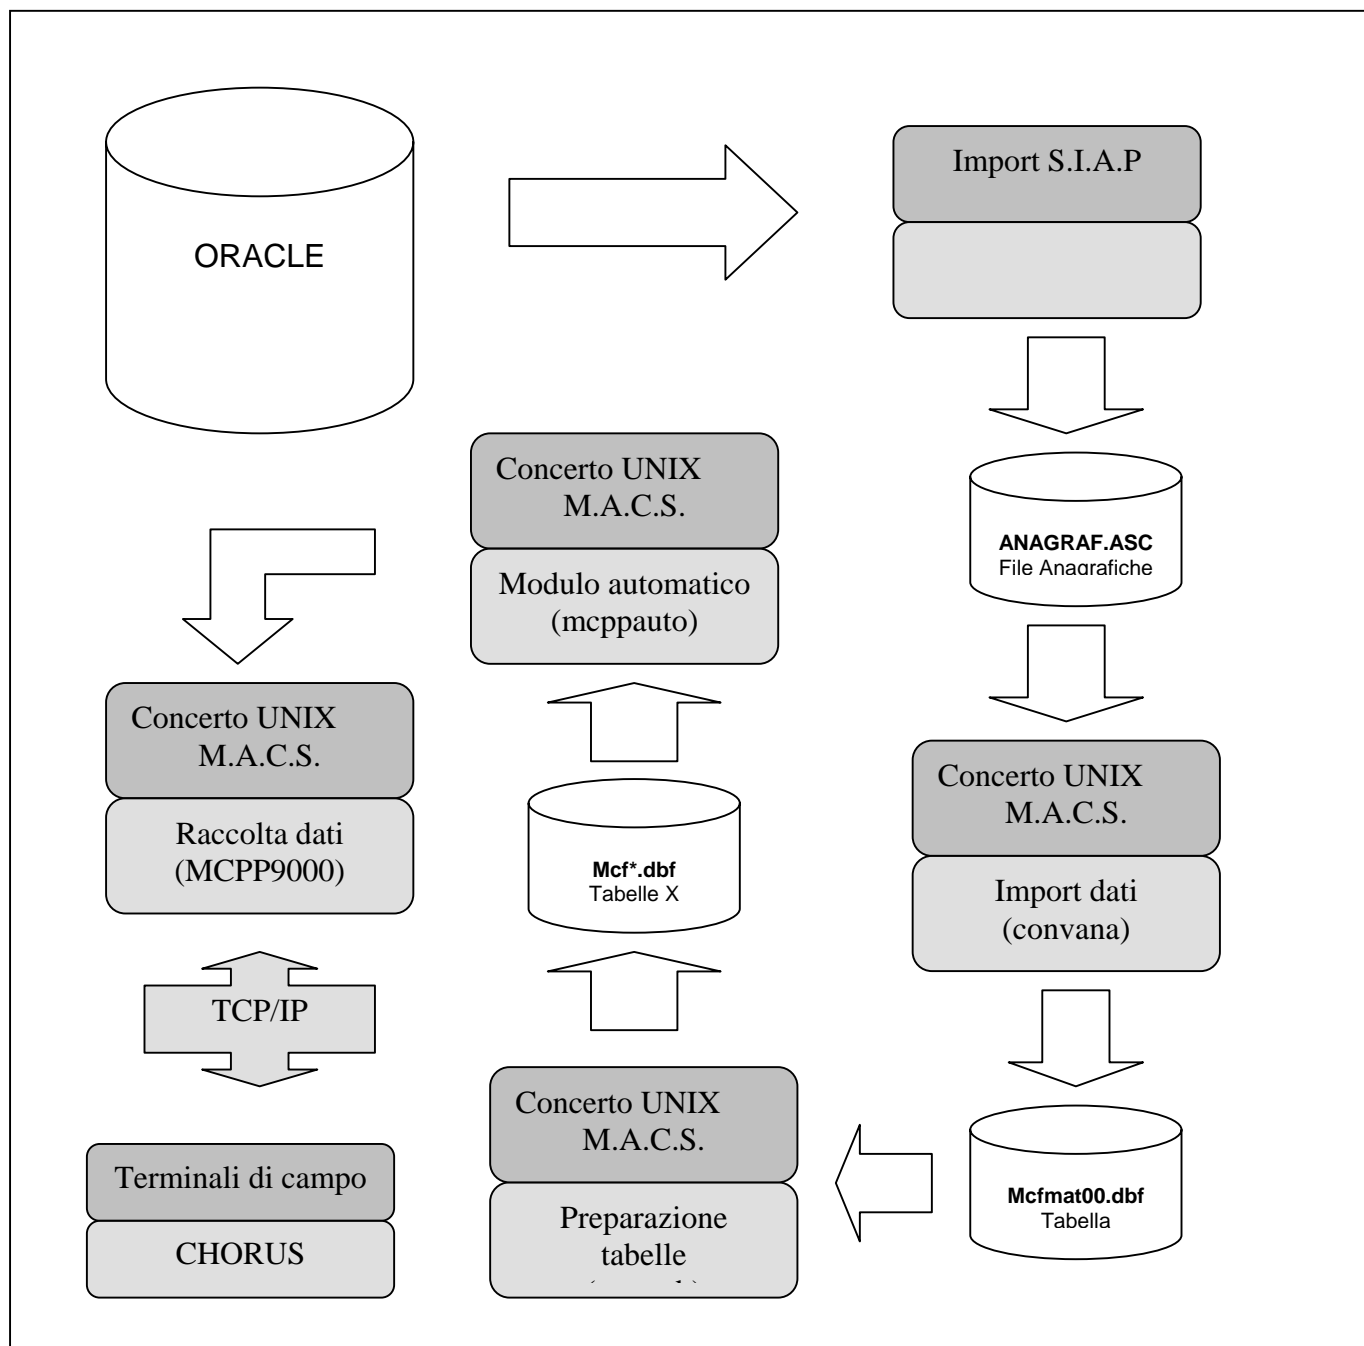 ORACLE
Import S.I.A.P
Concerto UNIX
M.A.C.S.
Modulo automatico
(mcppauto)
ANAGRAF.ASC
File Anagrafiche
Concerto UNIX
M.A.C.S.
Raccolta dati
(MCPP9000)
Mcf*.dbf
Tabelle X
Concerto UNIX
M.A.C.S.
Import dati
(convana)
TCP/IP
Concerto UNIX
M.A.C.S.
Preparazione
tabelle
Mcfmat00.dbf
Tabella
Terminali di campo
CHORUS